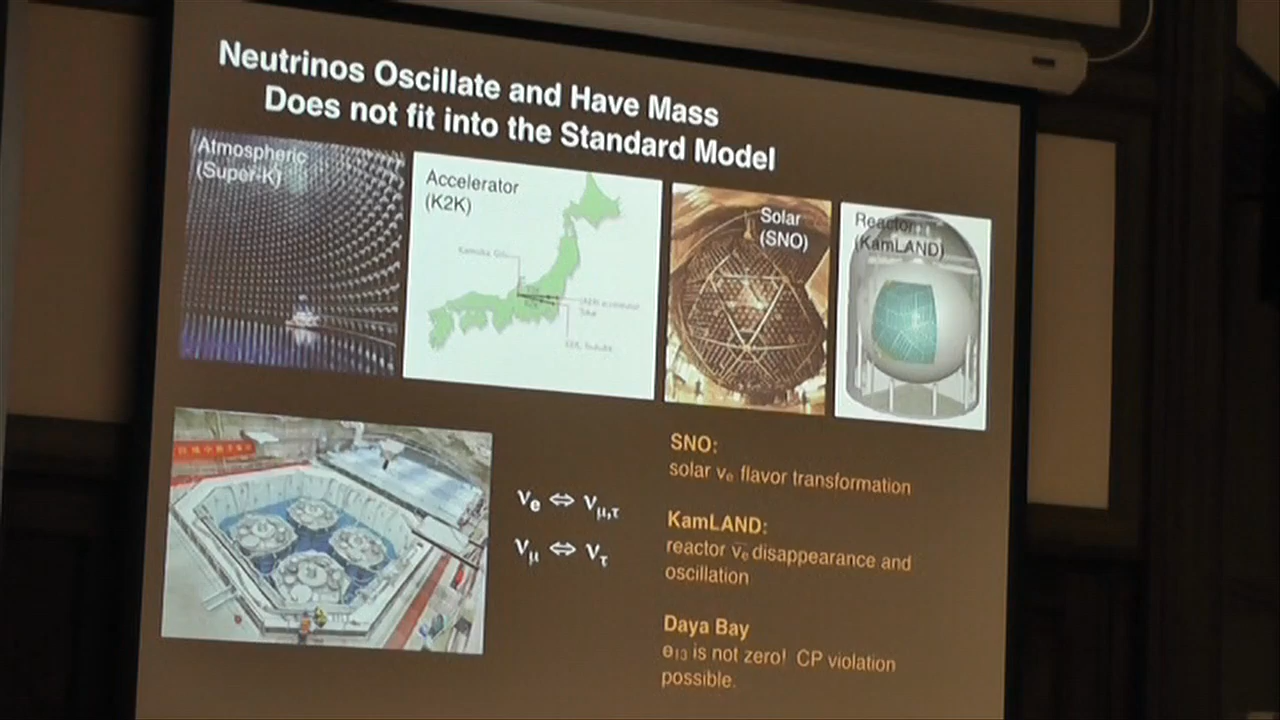 Neutrinos Oscillate and Have Mass
Does not fit into the Standard Model
Atmospheric
(Super-K)
Accelerator
(K2K)
Solar
(SNO)
Reactor
(KamLAND)
Kamioka,
νe ⇔ νμ,τ
νμ ⇔ ντ
SNO:
solar νe flavor transformation
KamLAND:
reactor ν̅e disappearance and
oscillation
Daya Bay
θ13 is not zero! CP violation
possible.